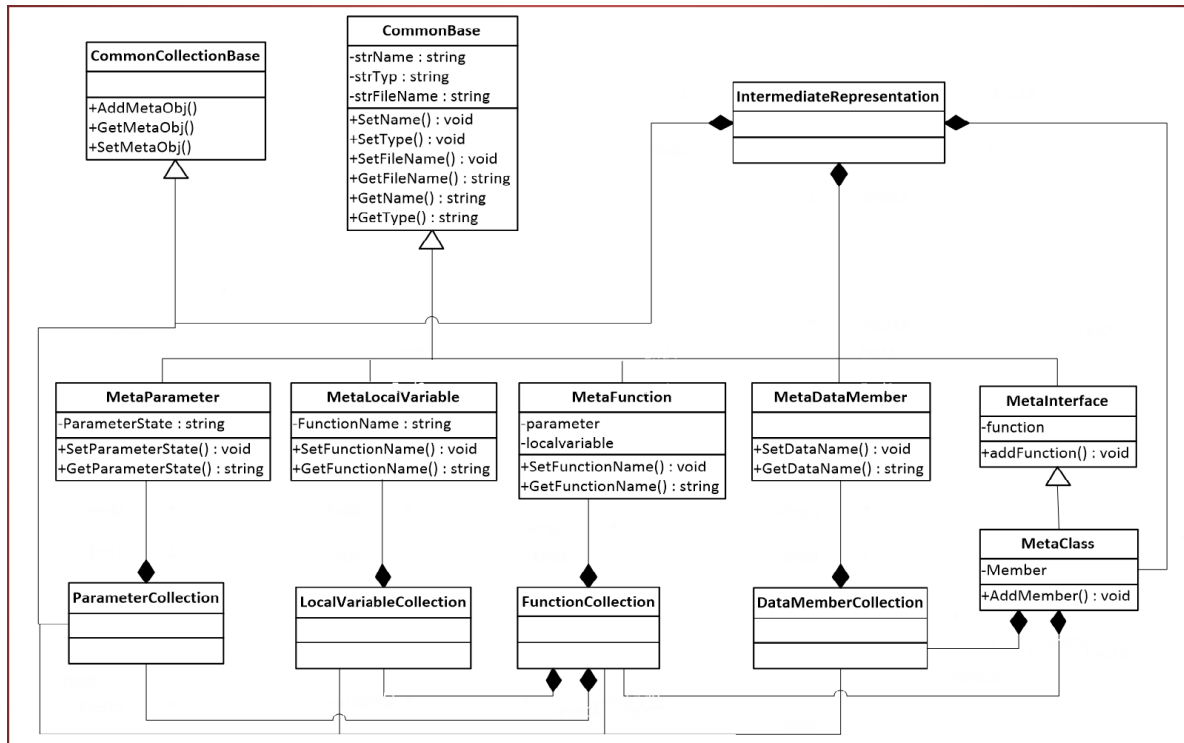 CommonCollectionBase
+AddMetaObj()
+GetMetaObj()
+SetMetaObj()
CommonBase
-strName : string
-strTyp : string
-strFileName : string
+SetName() : void
+SetType() : void
+SetFileName() : void
+GetFileName() : string
+GetName() : string
+GetType() : string
IntermediateRepresentation
MetaParameter
-ParameterState : string
+SetParameterState() : void
+GetParameterState() : string
MetaLocalVariable
-FunctionName : string
+SetFunctionName() : void
+GetFunctionName() : string
MetaFunction
-parameter
-localvariable
+SetFunctionName() : void
+GetFunctionName() : string
MetaDataMember
+SetDataName() : void
+GetDataName() : string
MetaInterface
-function
+addFunction() : void
MetaClass
-Member
+AddMember() : void
ParameterCollection
LocalVariableCollection
FunctionCollection
DataMemberCollection